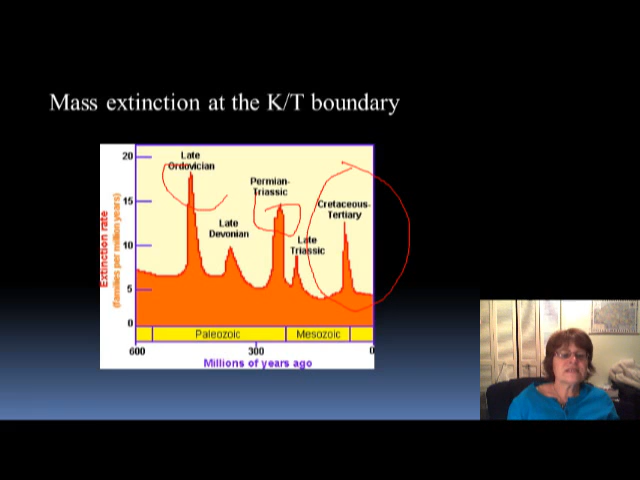 Mass extinction at the K/T boundary
20
15
10
5
0
Extinction rate
(families per million years)
Late
Ordovician
Late
Devonian
Permian-
Triassic
Late
Triassic
Cretaceous-
Tertiary
Paleozoic
Mesozoic
600
300
0
Millions of years ago